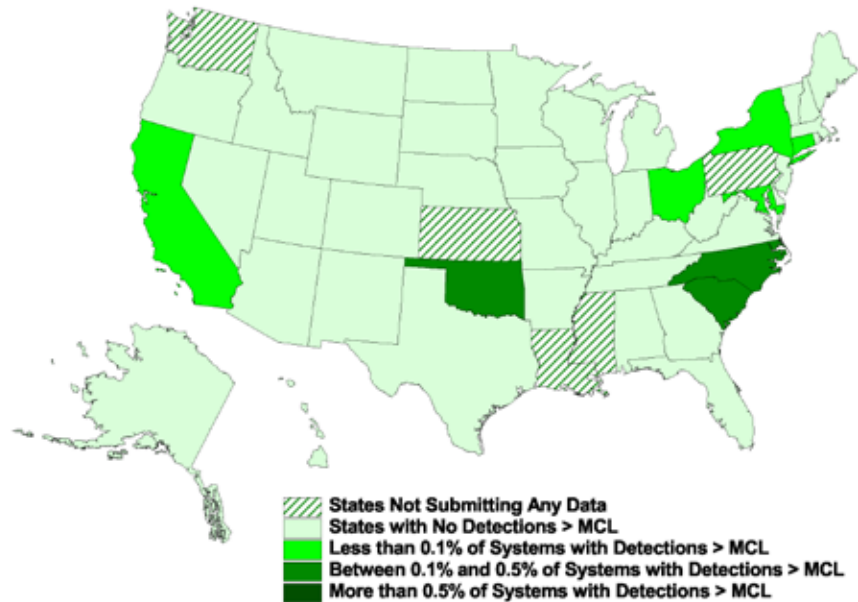 States Not Submitting Any Data
States with No Detections > MCL
Less than 0.1% of Systems with Detections > MCL
Between 0.1% and 0.5% of Systems with Detections > MCL
More than 0.5% of Systems with Detections > MCL